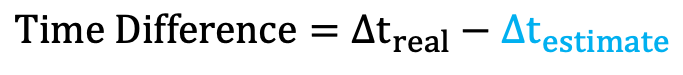 Time Difference = Δt_real − Δt_estimate